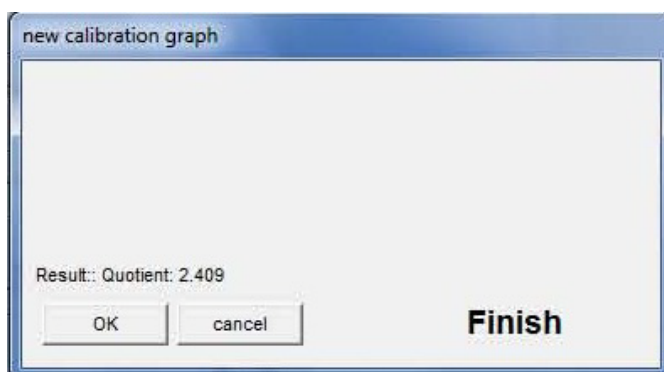 new calibration graph
Result:: Quotient: 2.409
OK cancel Finish